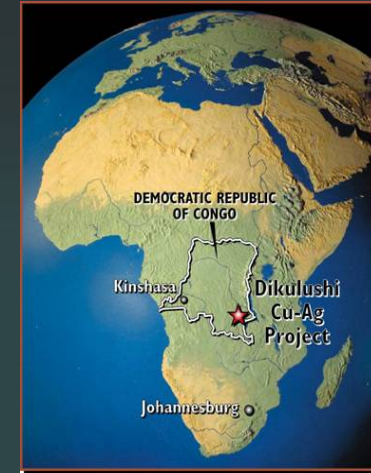 DEMOCRATIC REPUBLIC
OF CONGO
Kinshasa
Dikulushi
Cu-Ag
Project
Johannesburg